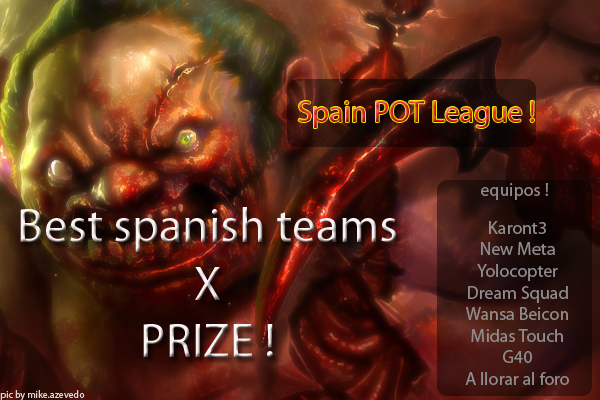 Spain POT League !
Best spanish teams
X
PRIZE !
equipos !
Karont3
New Meta
Yolocopter
Dream Squad
Wansa Beicon
Midas Touch
G40
A llorar al foro
pic by mike.azevedo